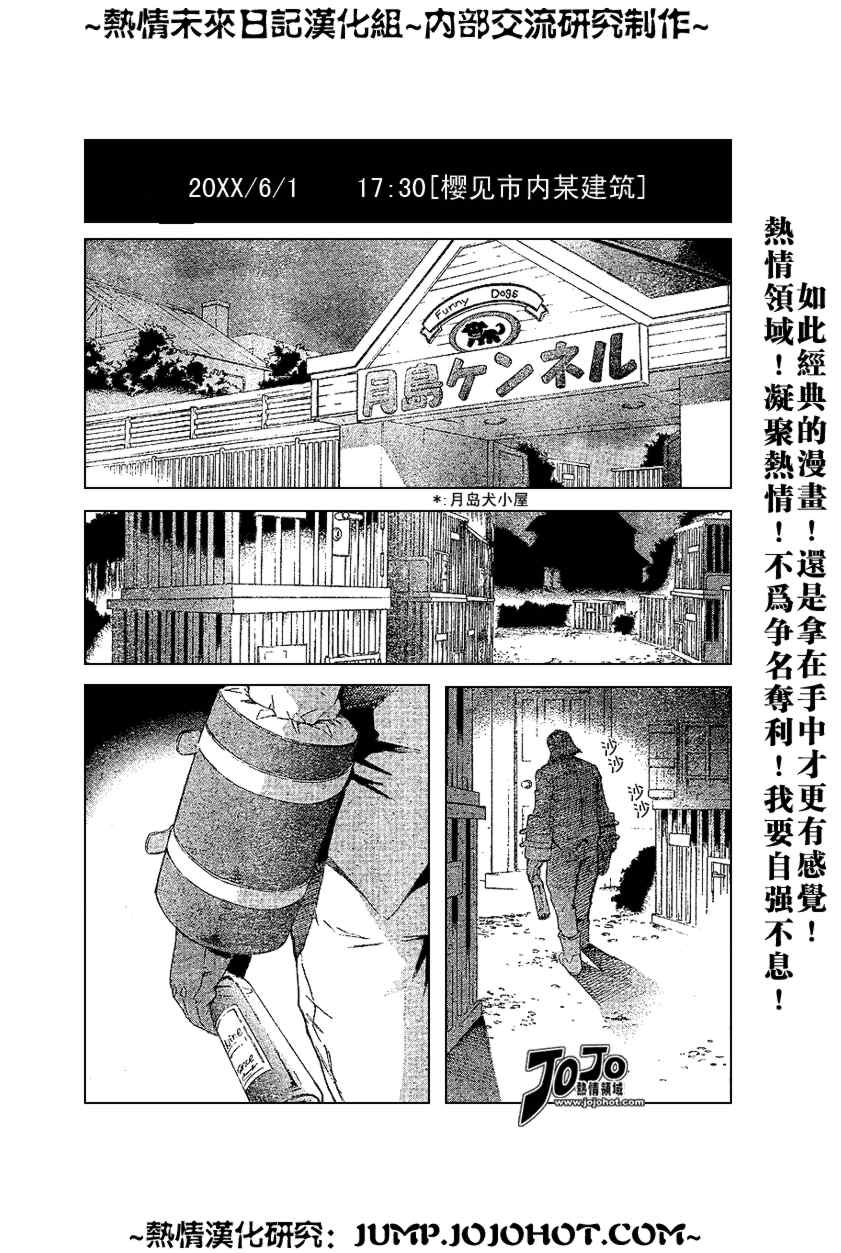 ~熱情未來日記漢化組~内部交流研究制作~
20XX/6/1 17:30[樱见市内某建筑]
Funny Dogs
月島ケンネル
*:月岛犬小屋
如此經典的漫畫！還是拿在手中才更有感覺！
熱情領域！凝聚熱情！不爲争名奪利！我要自强不息！
沙沙
沙沙
JOJO
熱情領域
www.jojohot.com
~熱情漢化研究: JUMP.JOJOHOT.COM~